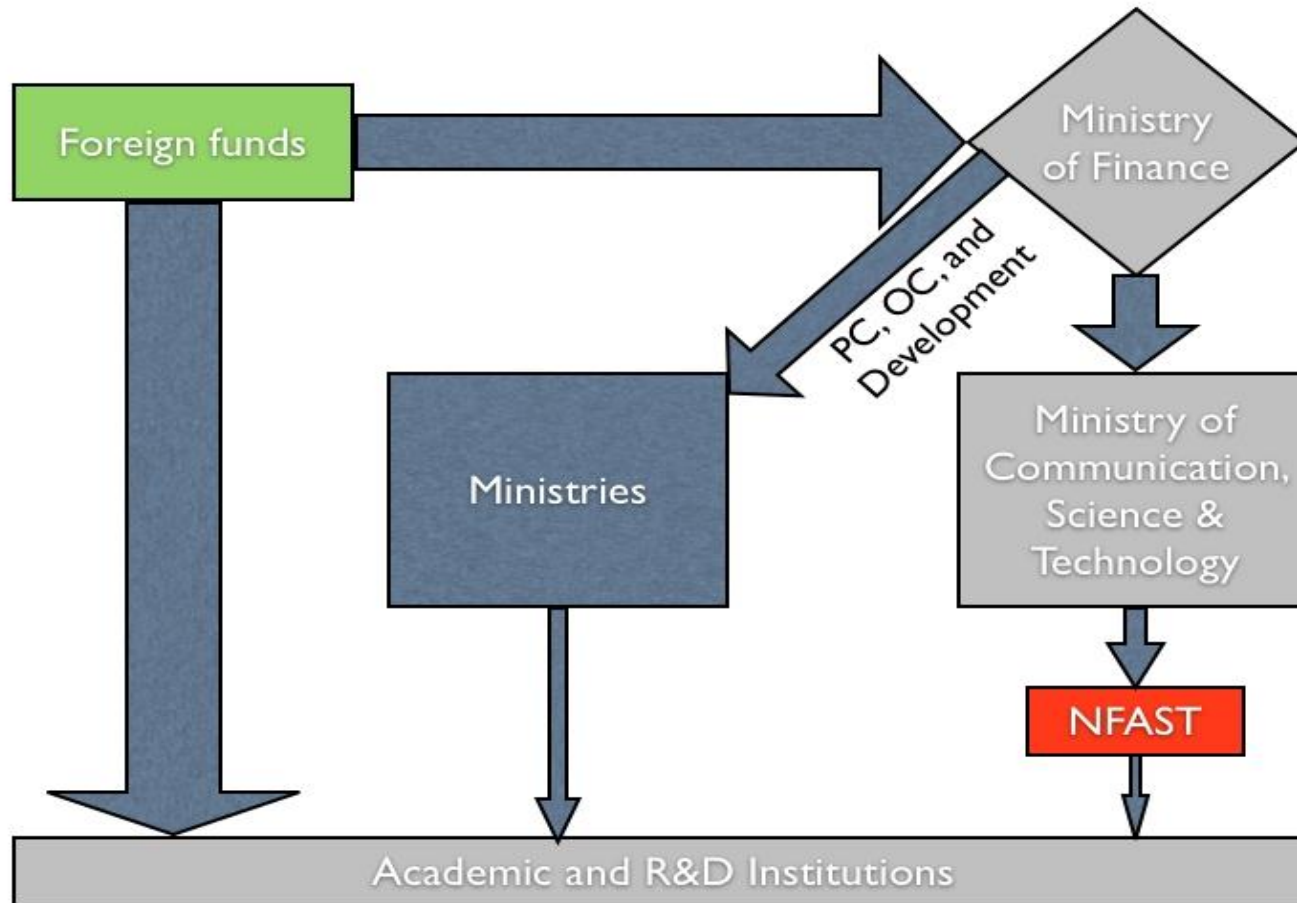 Foreign funds
Ministry
of Finance
PC, OC, and
Development
Ministries
Ministry of
Communication,
Science &
Technology
NFAST
Academic and R&D Institutions